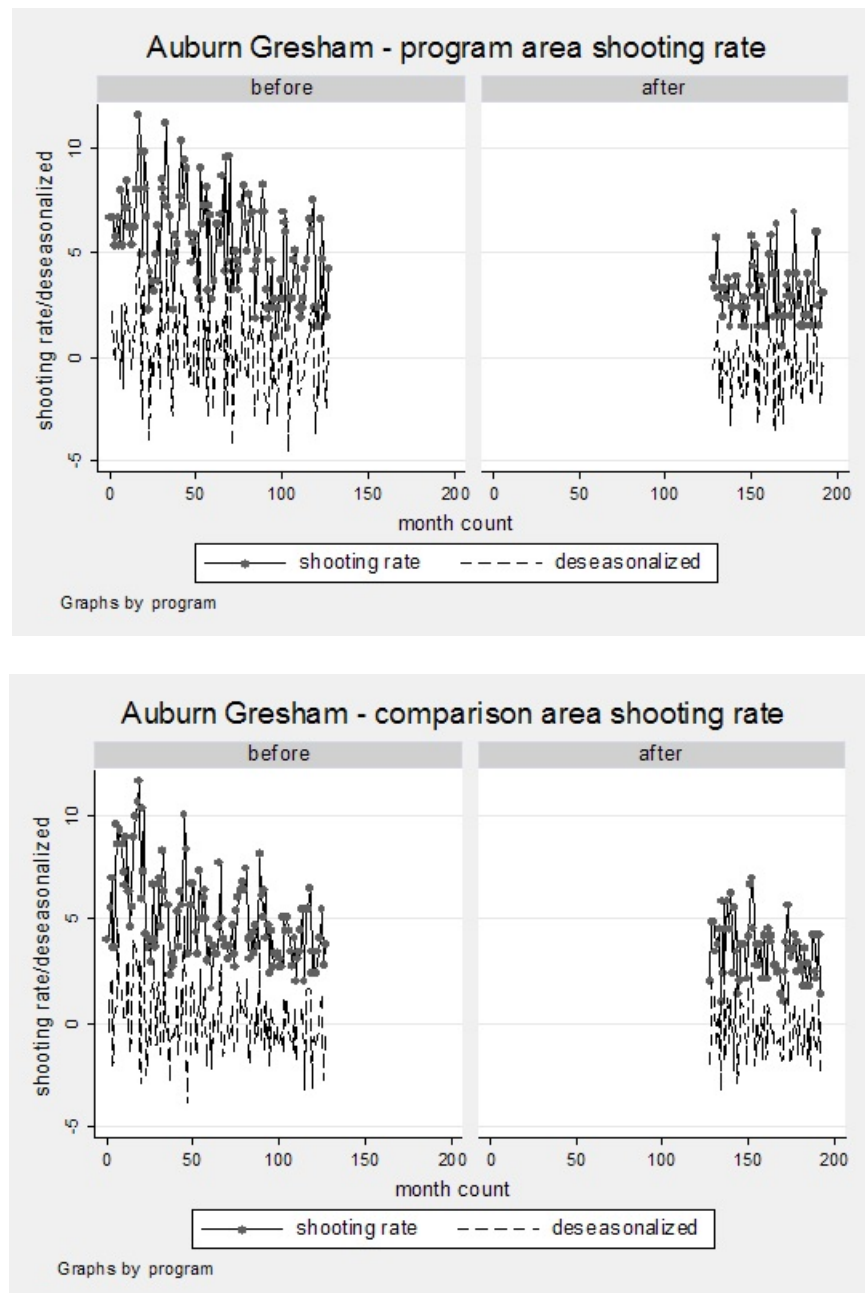 Auburn Gresham - program area shooting rate
before after
shooting rate/deseasonalized
10
5
0
-5
0 50 100 150 200 0 50 100 150 200
month count
shooting rate deseasonalized
Graphs by program
Auburn Gresham - comparison area shooting rate
before after
shooting rate/deseasonalized
10
5
0
-5
0 50 100 150 200 0 50 100 150 200
month count
shooting rate deseasonalized
Graphs by program